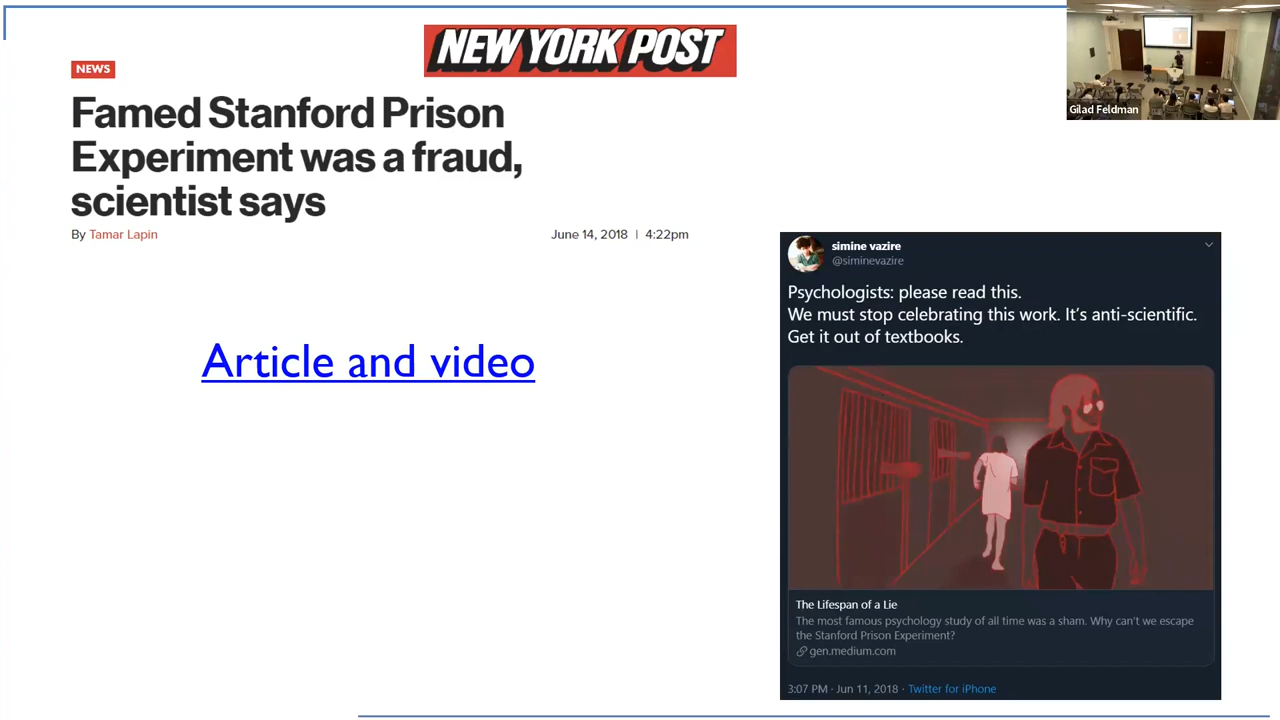 NEW YORK POST
NEWS
Famed Stanford Prison
Experiment was a fraud,
scientist says
By Tamar Lapin
June 14, 2018 | 4:22pm
Article and video
Gilad Feldman
simine vazire
@siminevazire
Psychologists: please read this.
We must stop celebrating this work. It's anti-scientific.
Get it out of textbooks.
The Lifespan of a Lie
The most famous psychology study of all time was a sham. Why can't we escape
the Stanford Prison Experiment?
gen.medium.com
3:07 PM · Jun 11, 2018 · Twitter for iPhone